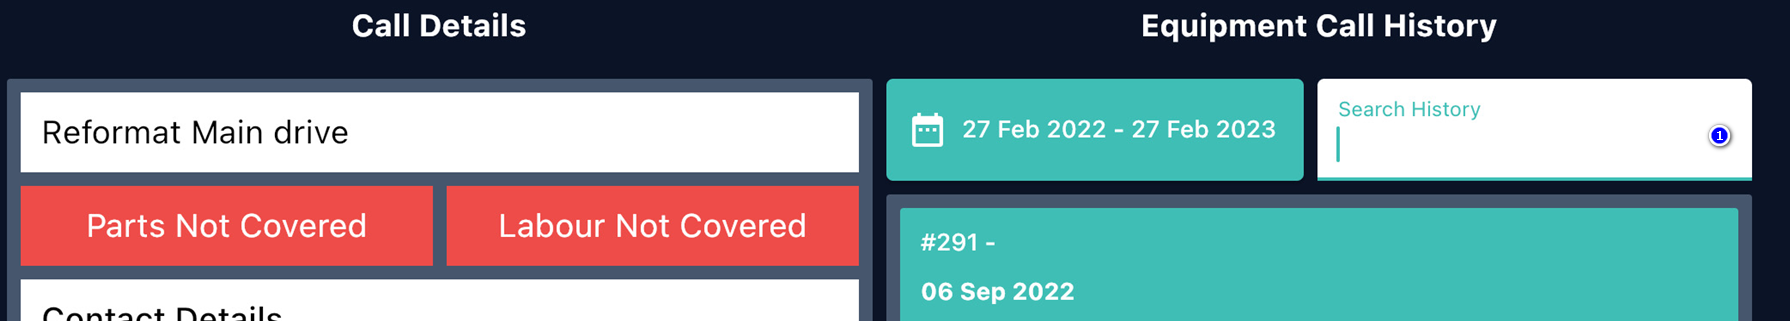 Call Details
Reformat Main drive
Parts Not Covered
Labour Not Covered
Contact Details
Equipment Call History
27 Feb 2022 - 27 Feb 2023
Search History
1
#291 -
06 Sep 2022